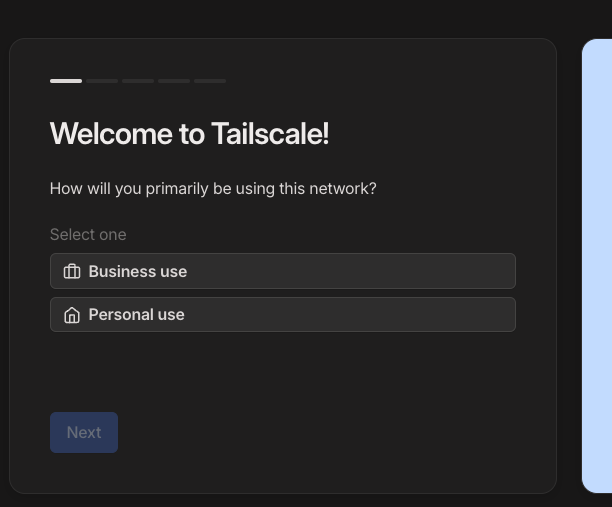 Welcome to Tailscale!
How will you primarily be using this network?
Select one
Business use
Personal use
Next